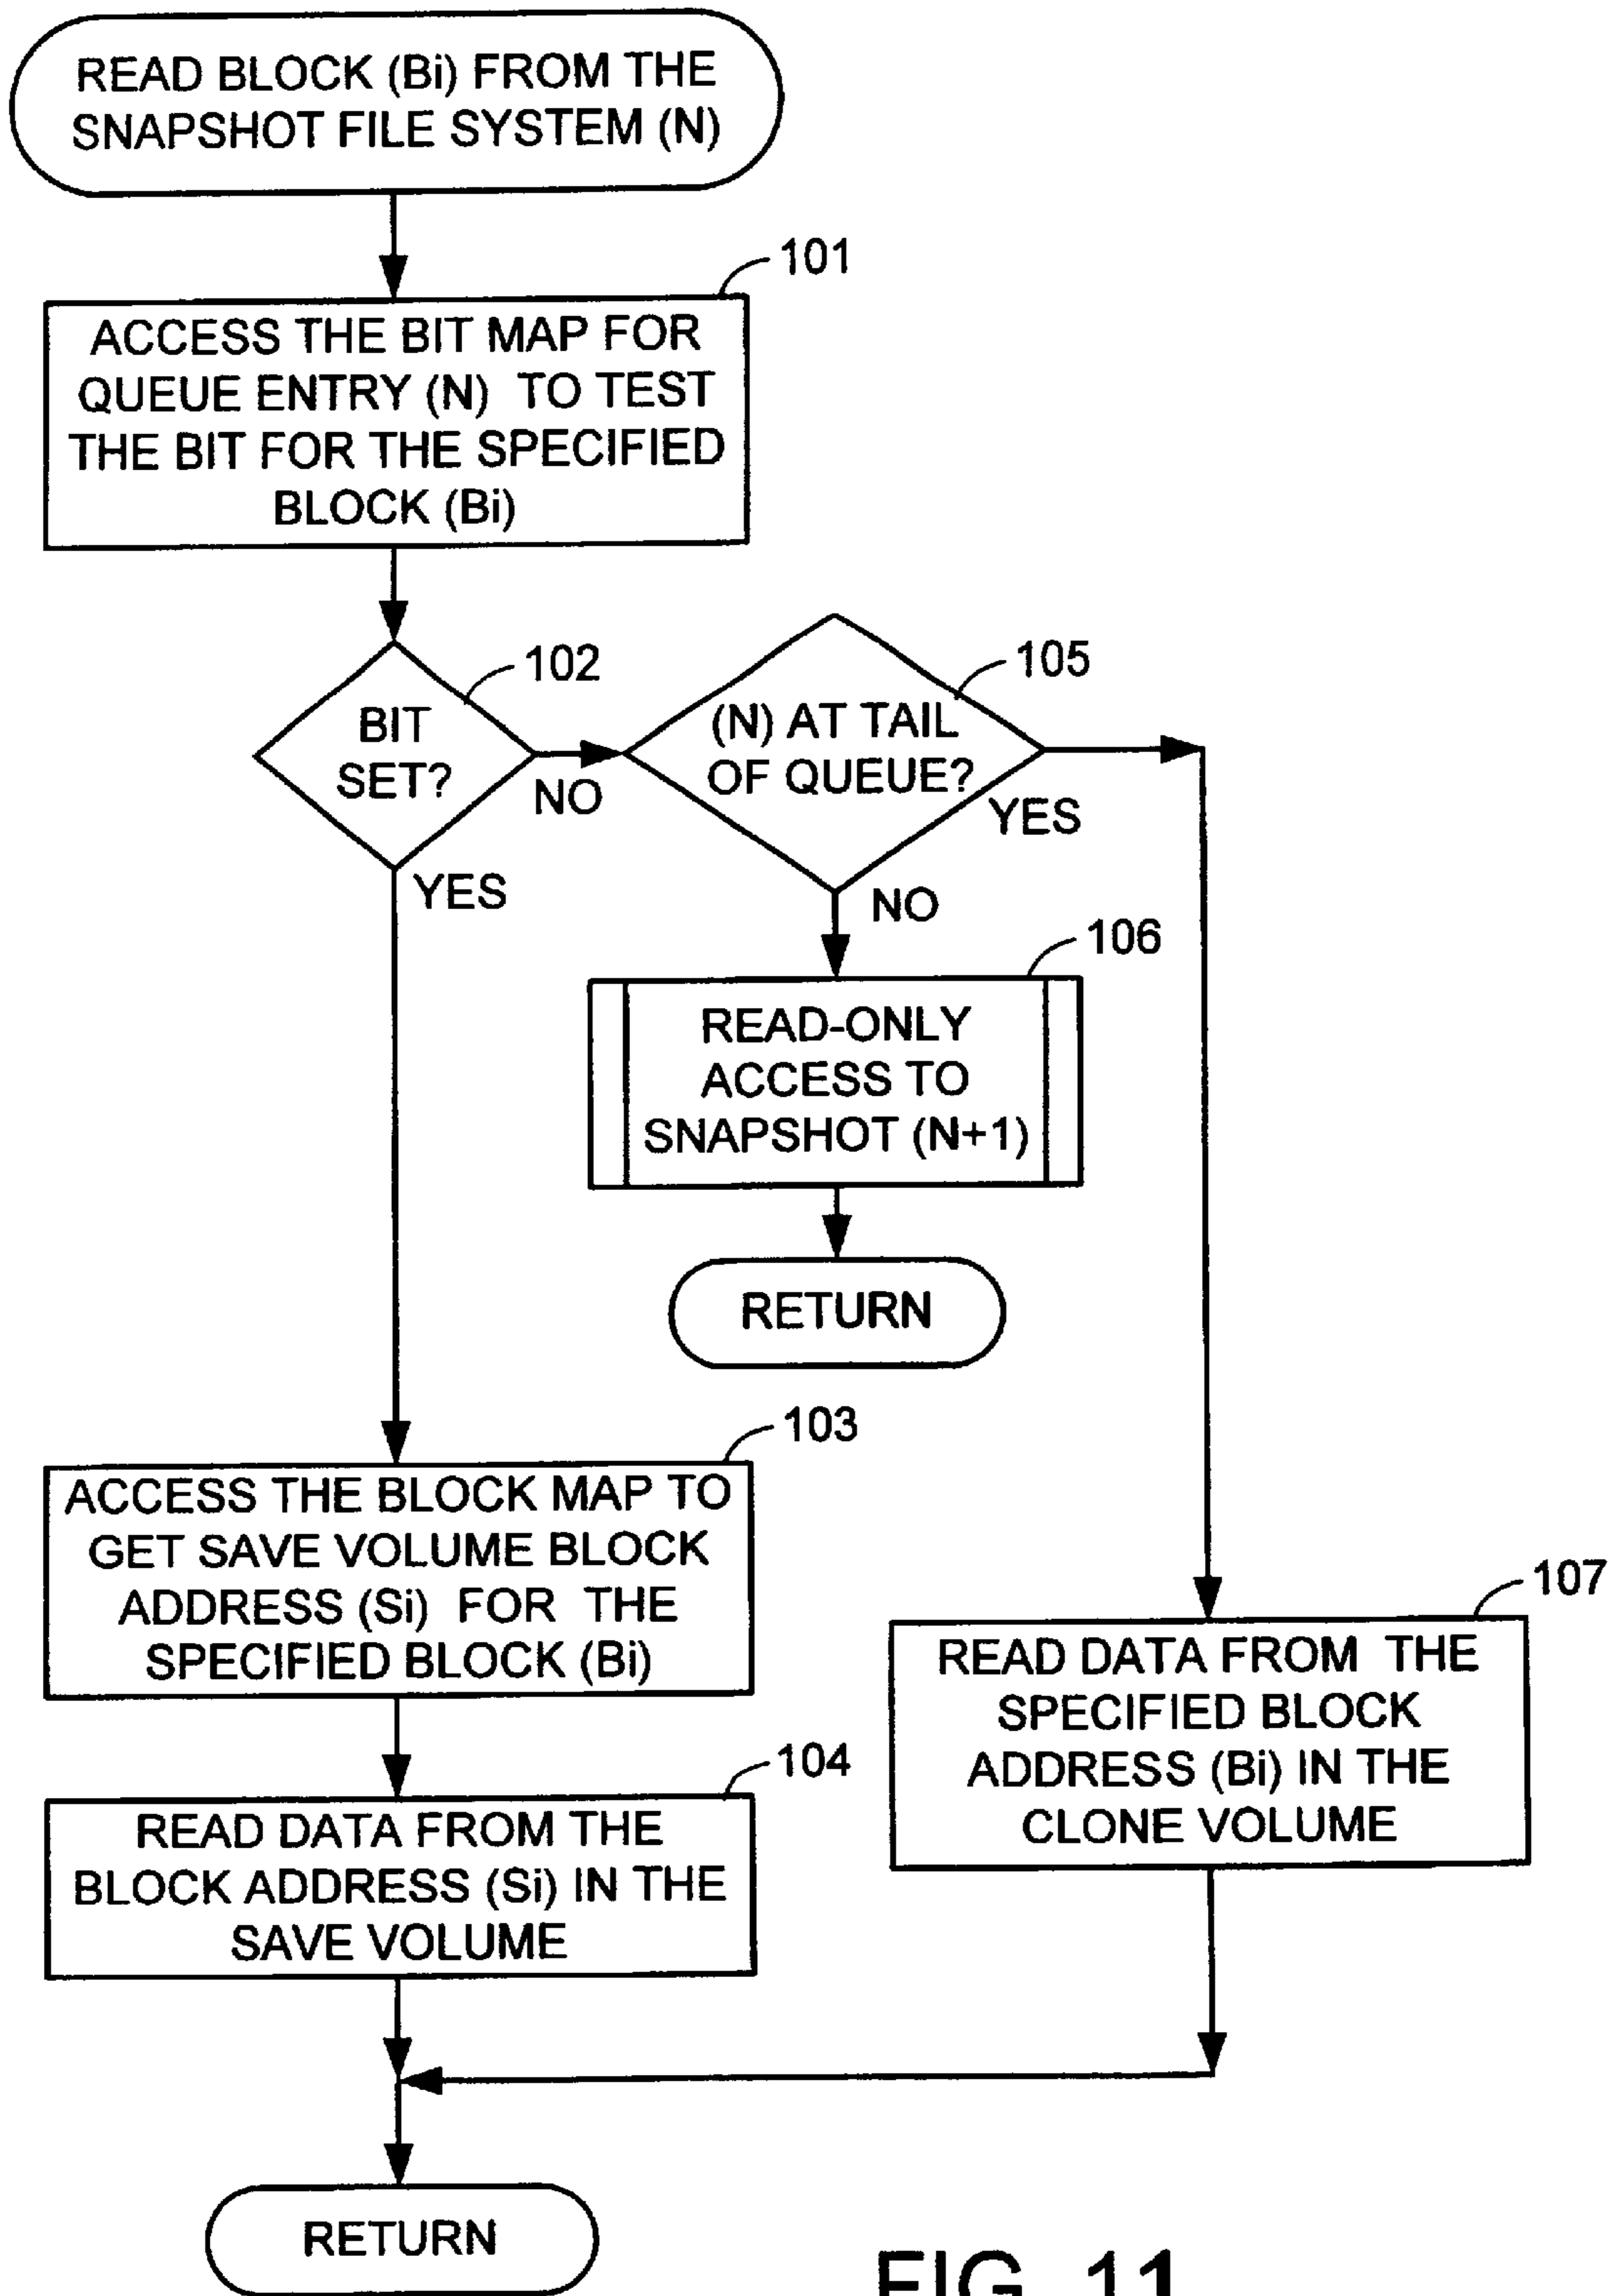 READ BLOCK (Bi) FROM THE
SNAPSHOT FILE SYSTEM (N)
101
ACCESS THE BIT MAP FOR
QUEUE ENTRY (N) TO TEST
THE BIT FOR THE SPECIFIED
BLOCK (Bi)
102
BIT
SET?
NO
YES
105
(N) AT TAIL
OF QUEUE?
YES
NO
106
READ-ONLY
ACCESS TO
SNAPSHOT (N+1)
RETURN
103
ACCESS THE BLOCK MAP TO
GET SAVE VOLUME BLOCK
ADDRESS (Si) FOR THE
SPECIFIED BLOCK (Bi)
104
READ DATA FROM THE
BLOCK ADDRESS (Si) IN THE
SAVE VOLUME
107
READ DATA FROM THE
SPECIFIED BLOCK
ADDRESS (Bi) IN THE
CLONE VOLUME
RETURN
FIG. 11